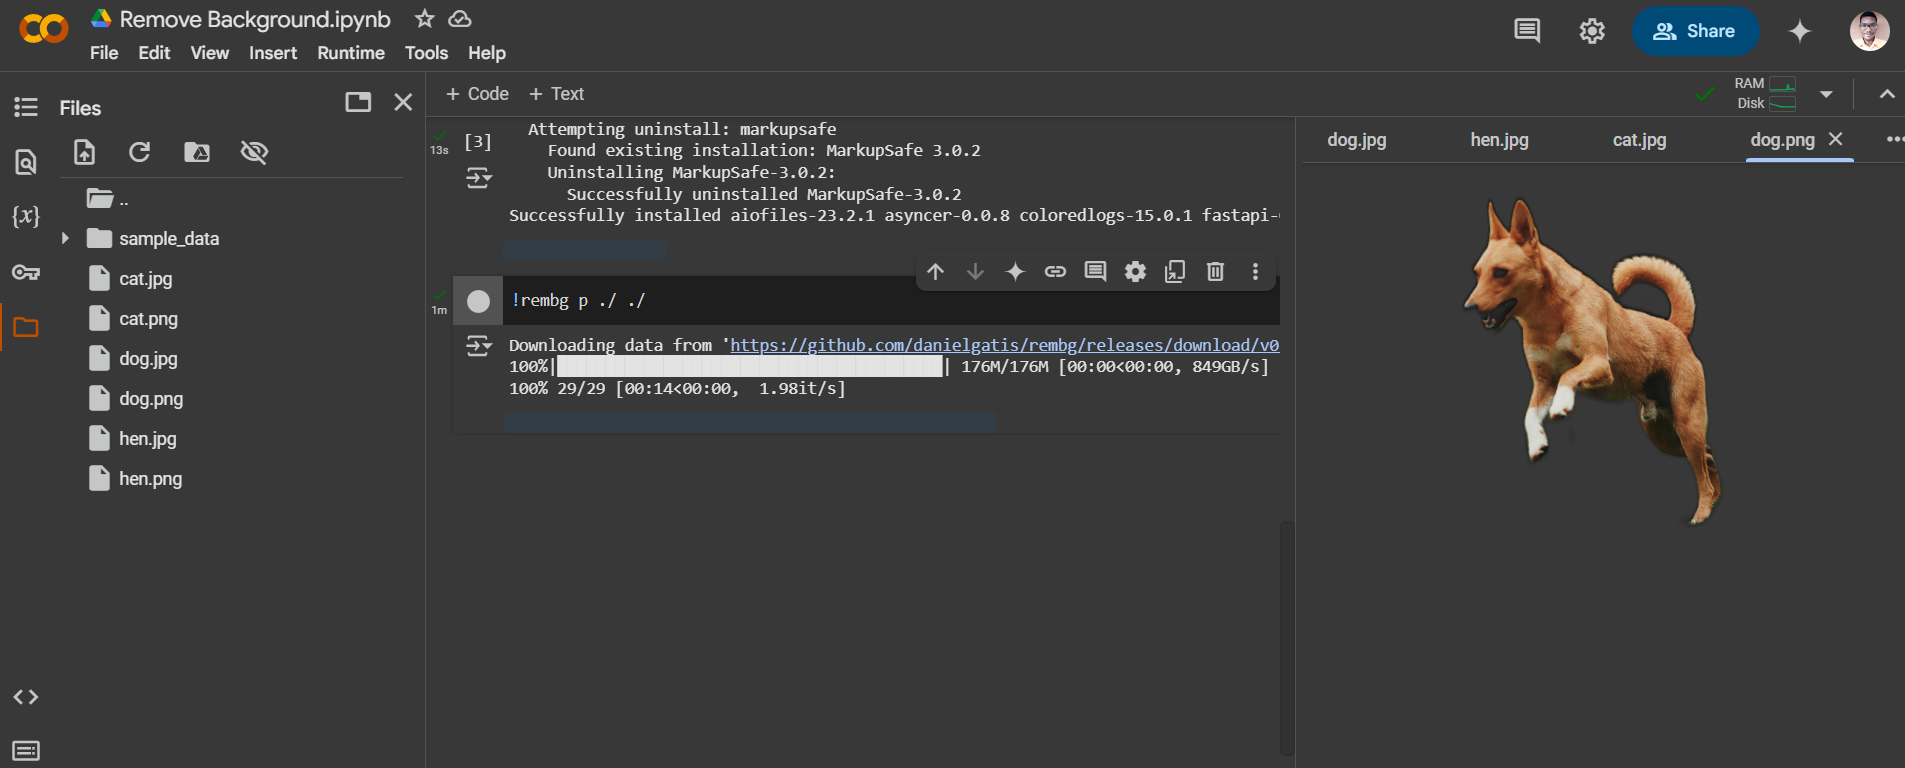 Remove Background.ipynb
File Edit View Insert Runtime Tools Help
Share
Files
..
sample_data
cat.jpg
cat.png
dog.jpg
dog.png
hen.jpg
hen.png
+ Code + Text
RAM
Disk
13s
[3]
Attempting uninstall: markupsafe
Found existing installation: MarkupSafe 3.0.2
Uninstalling MarkupSafe-3.0.2:
Successfully uninstalled MarkupSafe-3.0.2
Successfully installed aiofiles-23.2.1 asyncer-0.0.8 coloredlogs-15.0.1 fastapi-
1m
!rembg p ./ ./
Downloading data from 'https://github.com/danielgatis/rembg/releases/download/v0
100%| | 176M/176M [00:00<00:00, 849GB/s]
100% 29/29 [00:14<00:00, 1.98it/s]
dog.jpg hen.jpg cat.jpg dog.png
{x}